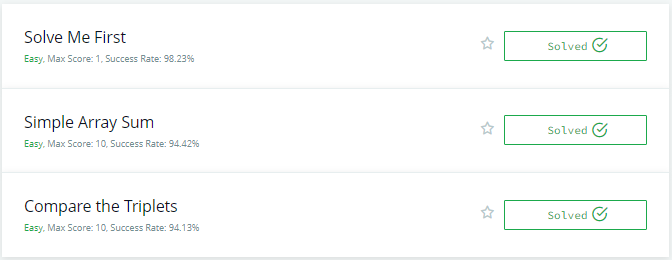 Solve Me First
Easy, Max Score: 1, Success Rate: 98.23%
Solved
Simple Array Sum
Easy, Max Score: 10, Success Rate: 94.42%
Solved
Compare the Triplets
Easy, Max Score: 10, Success Rate: 94.13%
Solved